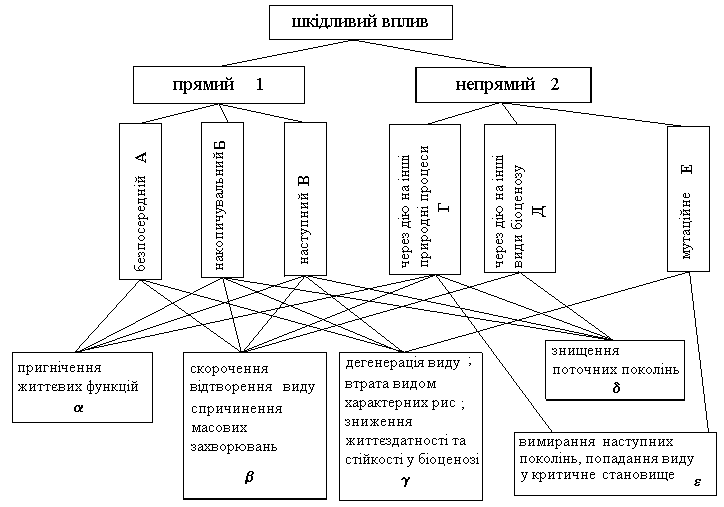 шкідливий вплив
прямий 1
непрямий 2
безпосередній А
накопичувальний Б
наступний В
через дію на інші
природні процеси
Г
через дію на інші
види біоценозу
Д
мутаційне Е
пригнічення
життєвих функцій
α
скорочення
відтворення виду
спричинення
масових
захворювань
β
дегенерація виду ;
втрата видом
характерних рис ;
зниження
життєздатності та
стійкості у біоценозі
γ
знищення
поточних поколінь
δ
вимирання наступних
поколінь, попадання виду
у критичне становище ε